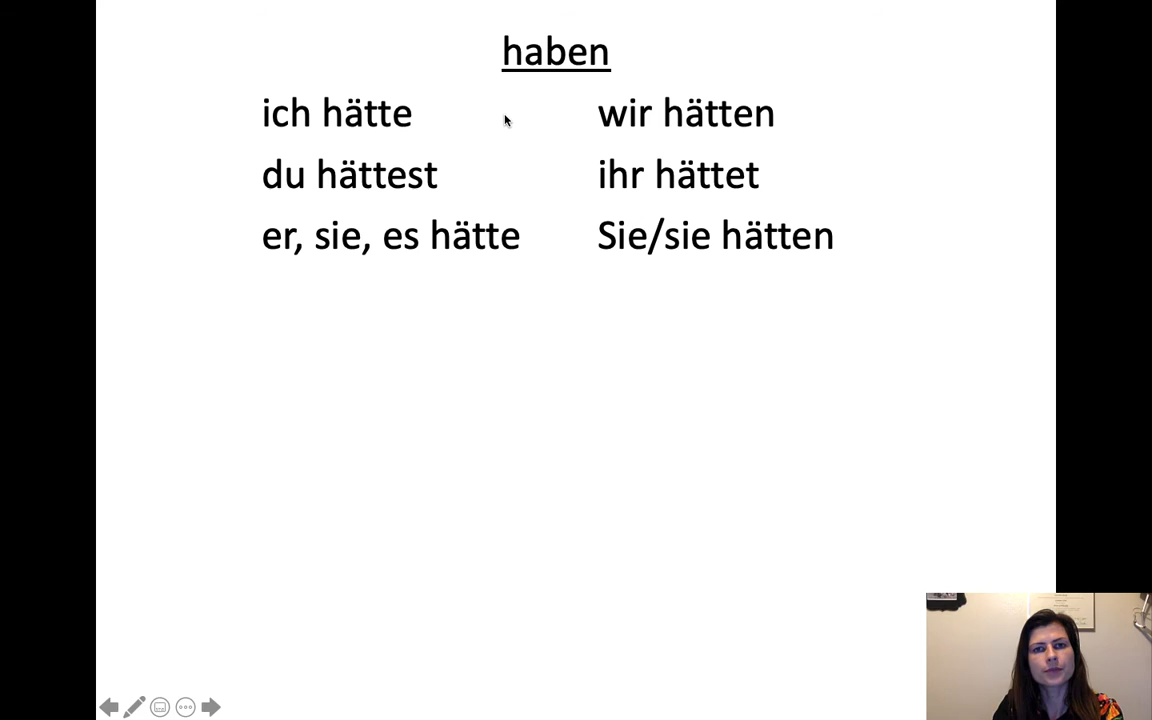 haben
ich hätte wir hätten
du hättest ihr hättet
er, sie, es hätte Sie/sie hätten